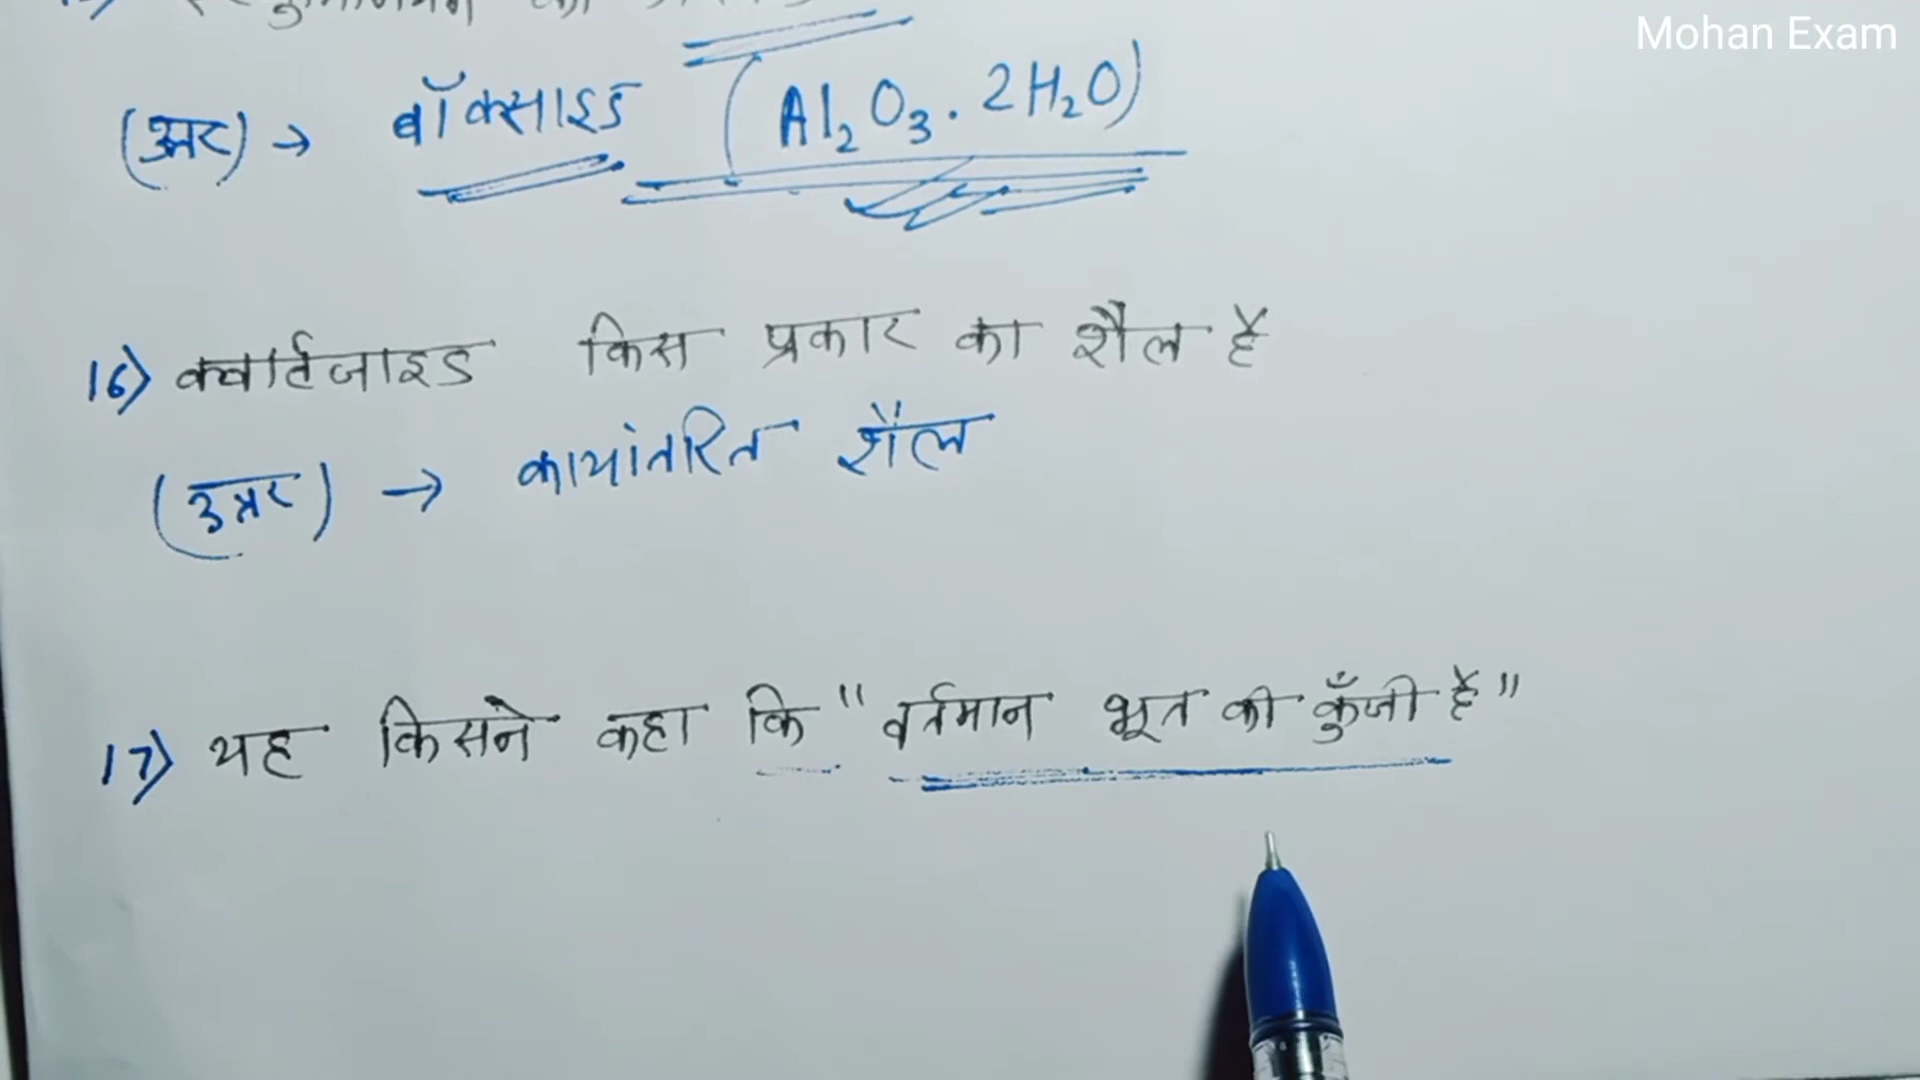 Mohan Exam
(उत्तर) → बॉक्साइड (Al₂O₃. 2H₂O)
16) क्वार्टजाइड किस प्रकार का शैल है
(उत्तर) → कायांतरित शैल
17) यह किसने कहा कि "वर्तमान भूत की कुँजी है"